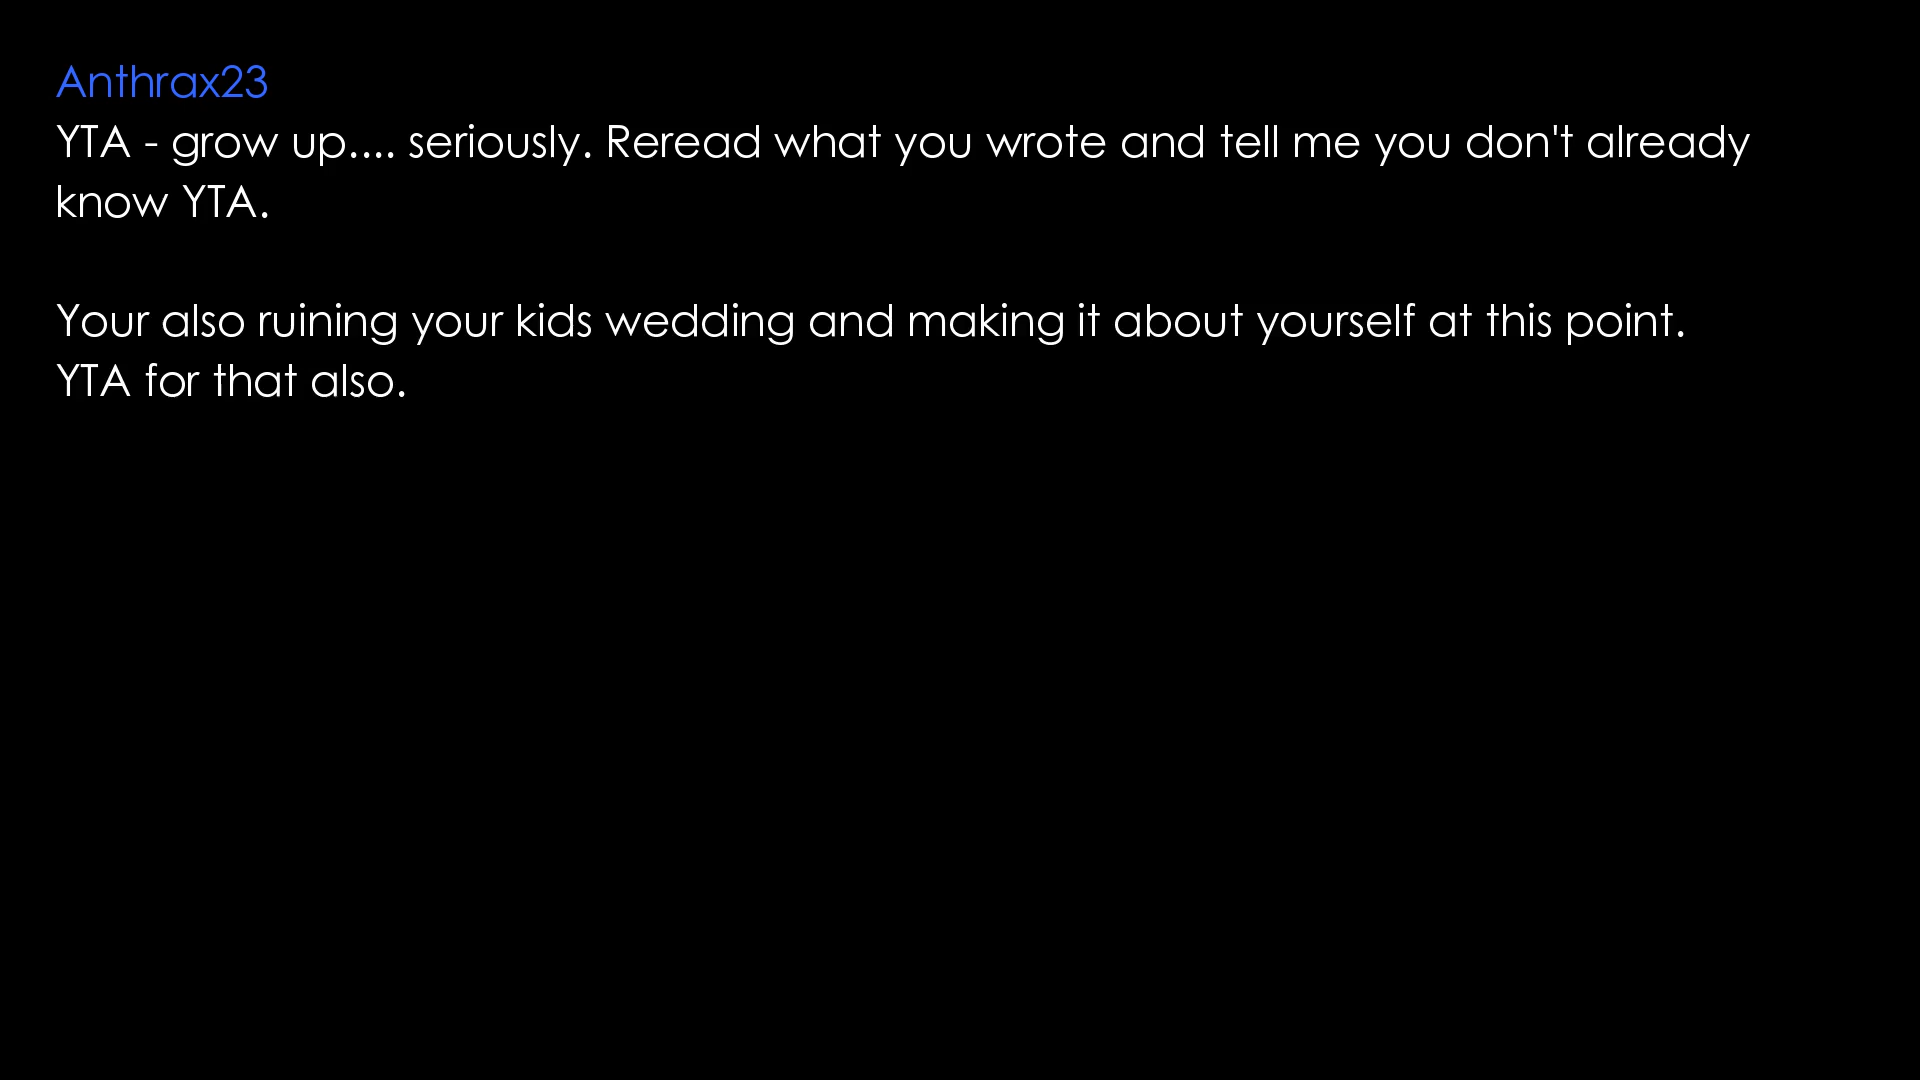 Anthrax23
YTA - grow up.... seriously. Reread what you wrote and tell me you don't already
know YTA.
Your also ruining your kids wedding and making it about yourself at this point.
YTA for that also.